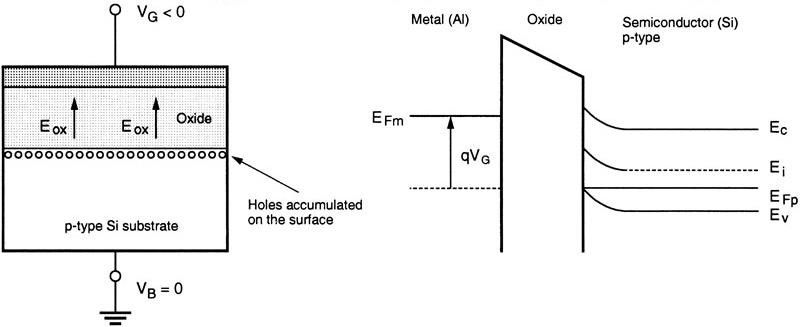 V_G < 0
E_ox
E_ox
Oxide
Holes accumulated
on the surface
p-type Si substrate
V_B = 0
Metal (Al)
Oxide
Semiconductor (Si)
p-type
E_Fm
qV_G
E_c
E_i
E_Fp
E_v